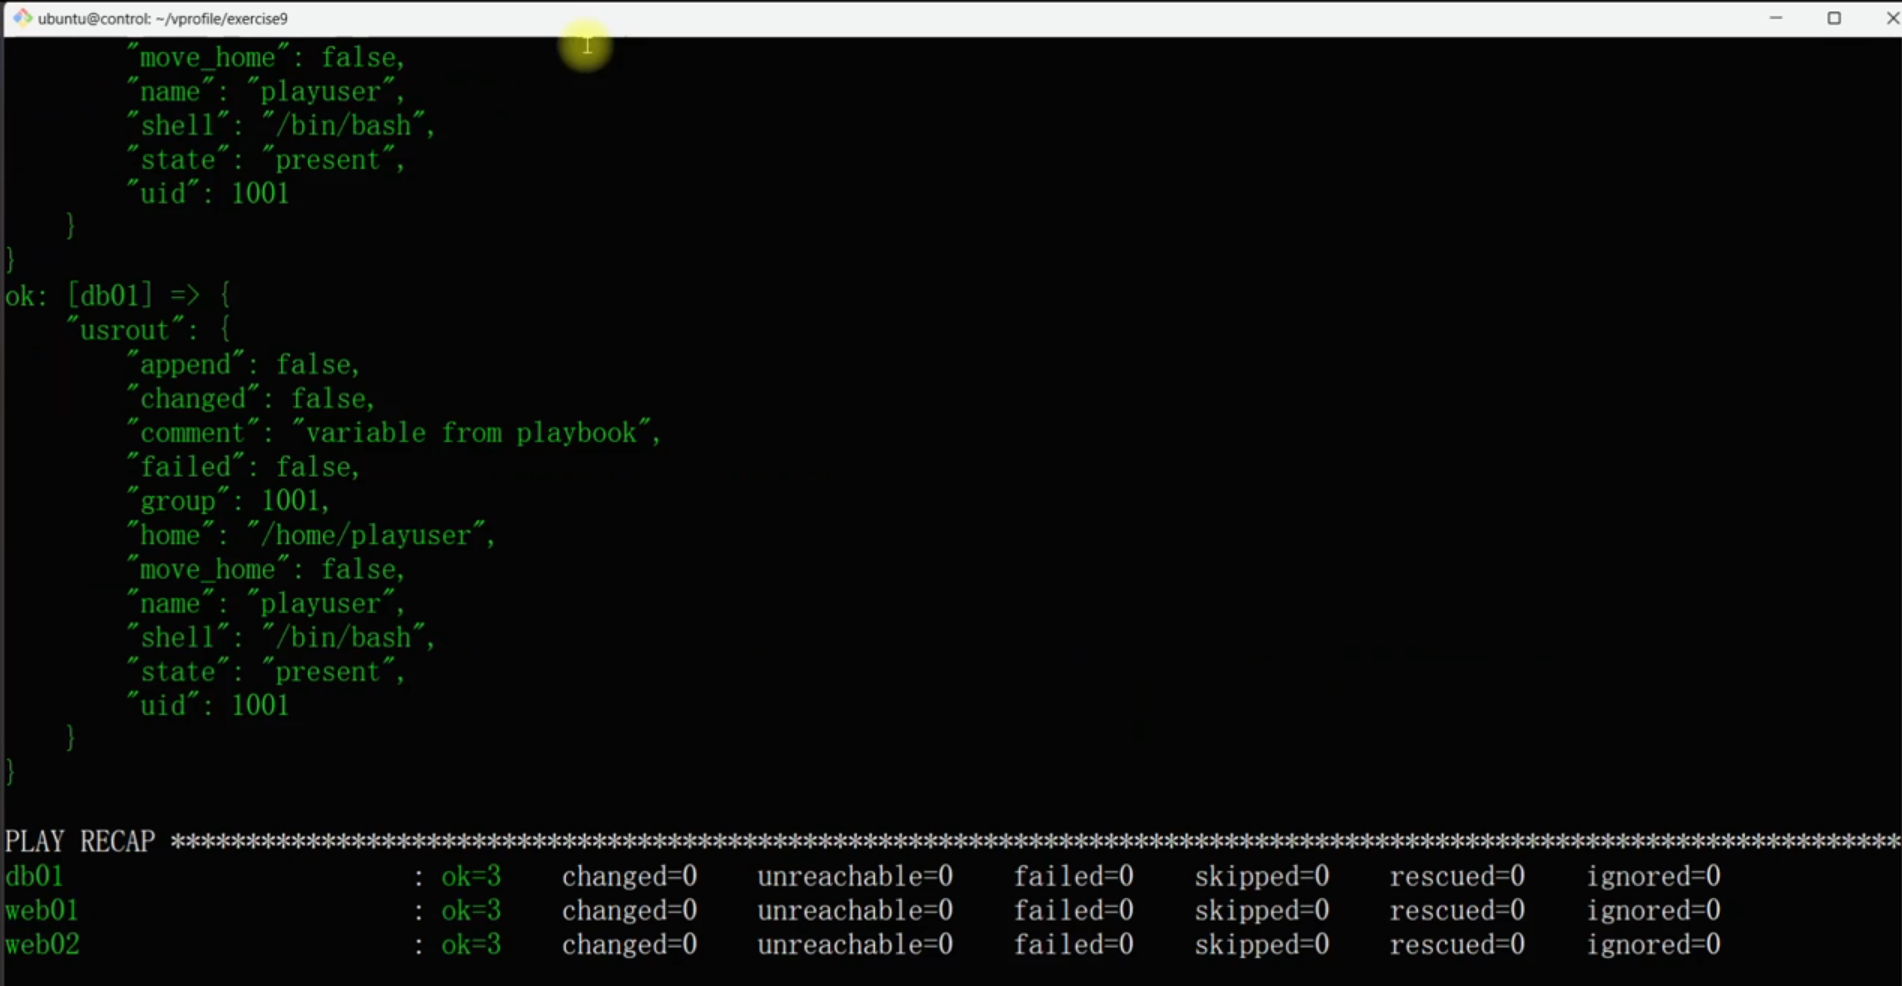 ubuntu@control: ~/vprofile/exercise9
"move_home": false,
"name": "playuser",
"shell": "/bin/bash",
"state": "present",
"uid": 1001
}
}
ok: [db01] => {
"usrout": {
"append": false,
"changed": false,
"comment": "variable from playbook",
"failed": false,
"group": 1001,
"home": "/home/playuser",
"move_home": false,
"name": "playuser",
"shell": "/bin/bash",
"state": "present",
"uid": 1001
}
}
PLAY RECAP *******************************************************************************************************************
db01 : ok=3 changed=0 unreachable=0 failed=0 skipped=0 rescued=0 ignored=0
web01 : ok=3 changed=0 unreachable=0 failed=0 skipped=0 rescued=0 ignored=0
web02 : ok=3 changed=0 unreachable=0 failed=0 skipped=0 rescued=0 ignored=0